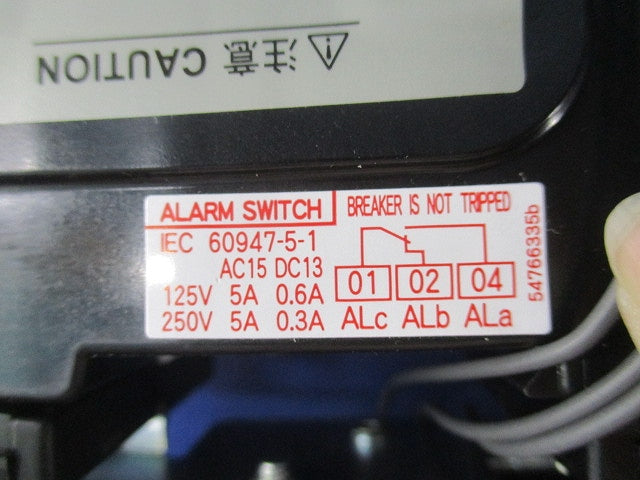 ⚠注意 CAUTION
ALARM SWITCH
IEC 60947-5-1
AC15 DC13
125V 5A 0.6A
250V 5A 0.3A
BREAKER IS NOT TRIPPED
01 02 04
ALc ALb ALa
54766335b